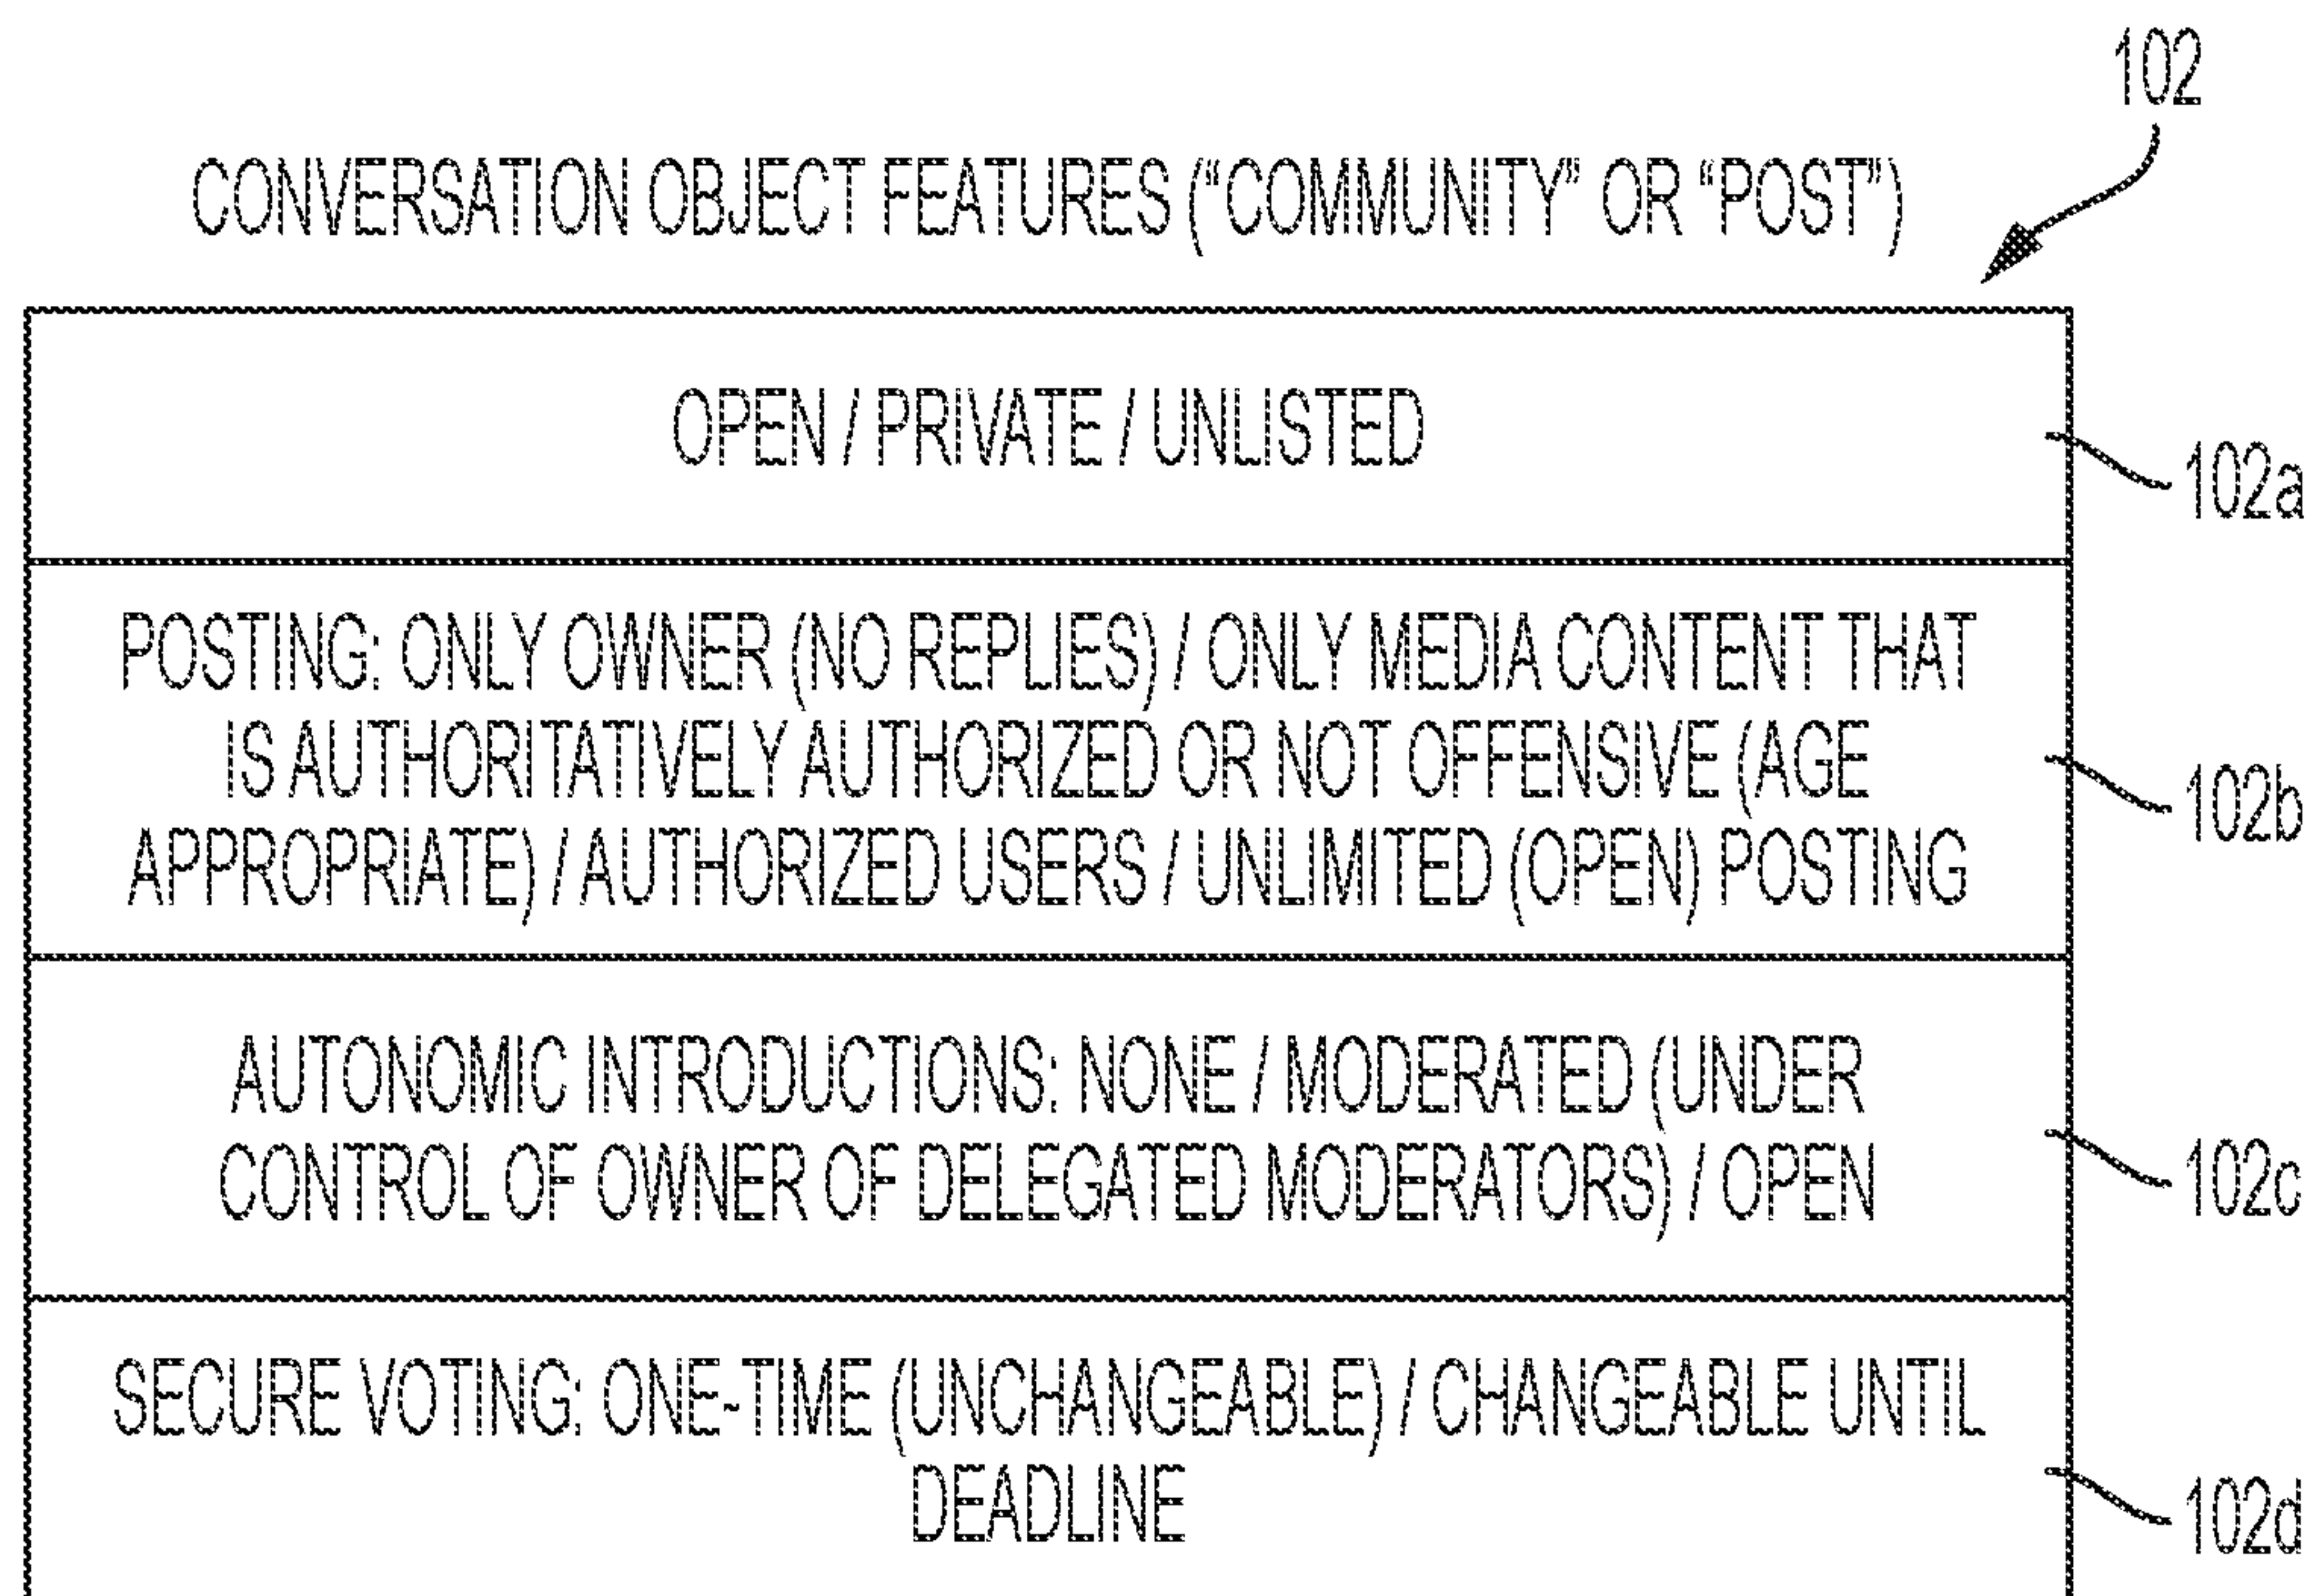 102
CONVERSATION OBJECT FEATURES (“COMMUNITY” OR “POST”)
OPEN / PRIVATE / UNLISTED
102a
POSTING: ONLY OWNER (NO REPLIES) / ONLY MEDIA CONTENT THAT
IS AUTHORITATIVELY AUTHORIZED OR NOT OFFENSIVE (AGE
APPROPRIATE) / AUTHORIZED USERS / UNLIMITED (OPEN) POSTING
102b
AUTONOMIC INTRODUCTIONS: NONE / MODERATED (UNDER
CONTROL OF OWNER OF DELEGATED MODERATORS) / OPEN
102c
SECURE VOTING: ONE-TIME (UNCHANGEABLE) / CHANGEABLE UNTIL
DEADLINE
102d